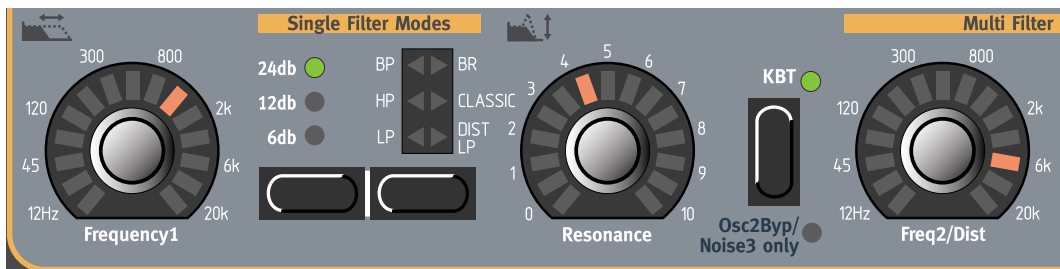 Single Filter Modes
Multi Filter
300 800
120 2k
45 6k
12Hz 20k
Frequency1
24db
12db
6db
BP BR
HP CLASSIC
LP DIST
LP
4 5 6
3 7
2 8
1 9
0 10
Resonance
KBT
Osc2Byp/
Noise3 only
300 800
120 2k
45 6k
12Hz 20k
Freq2/Dist